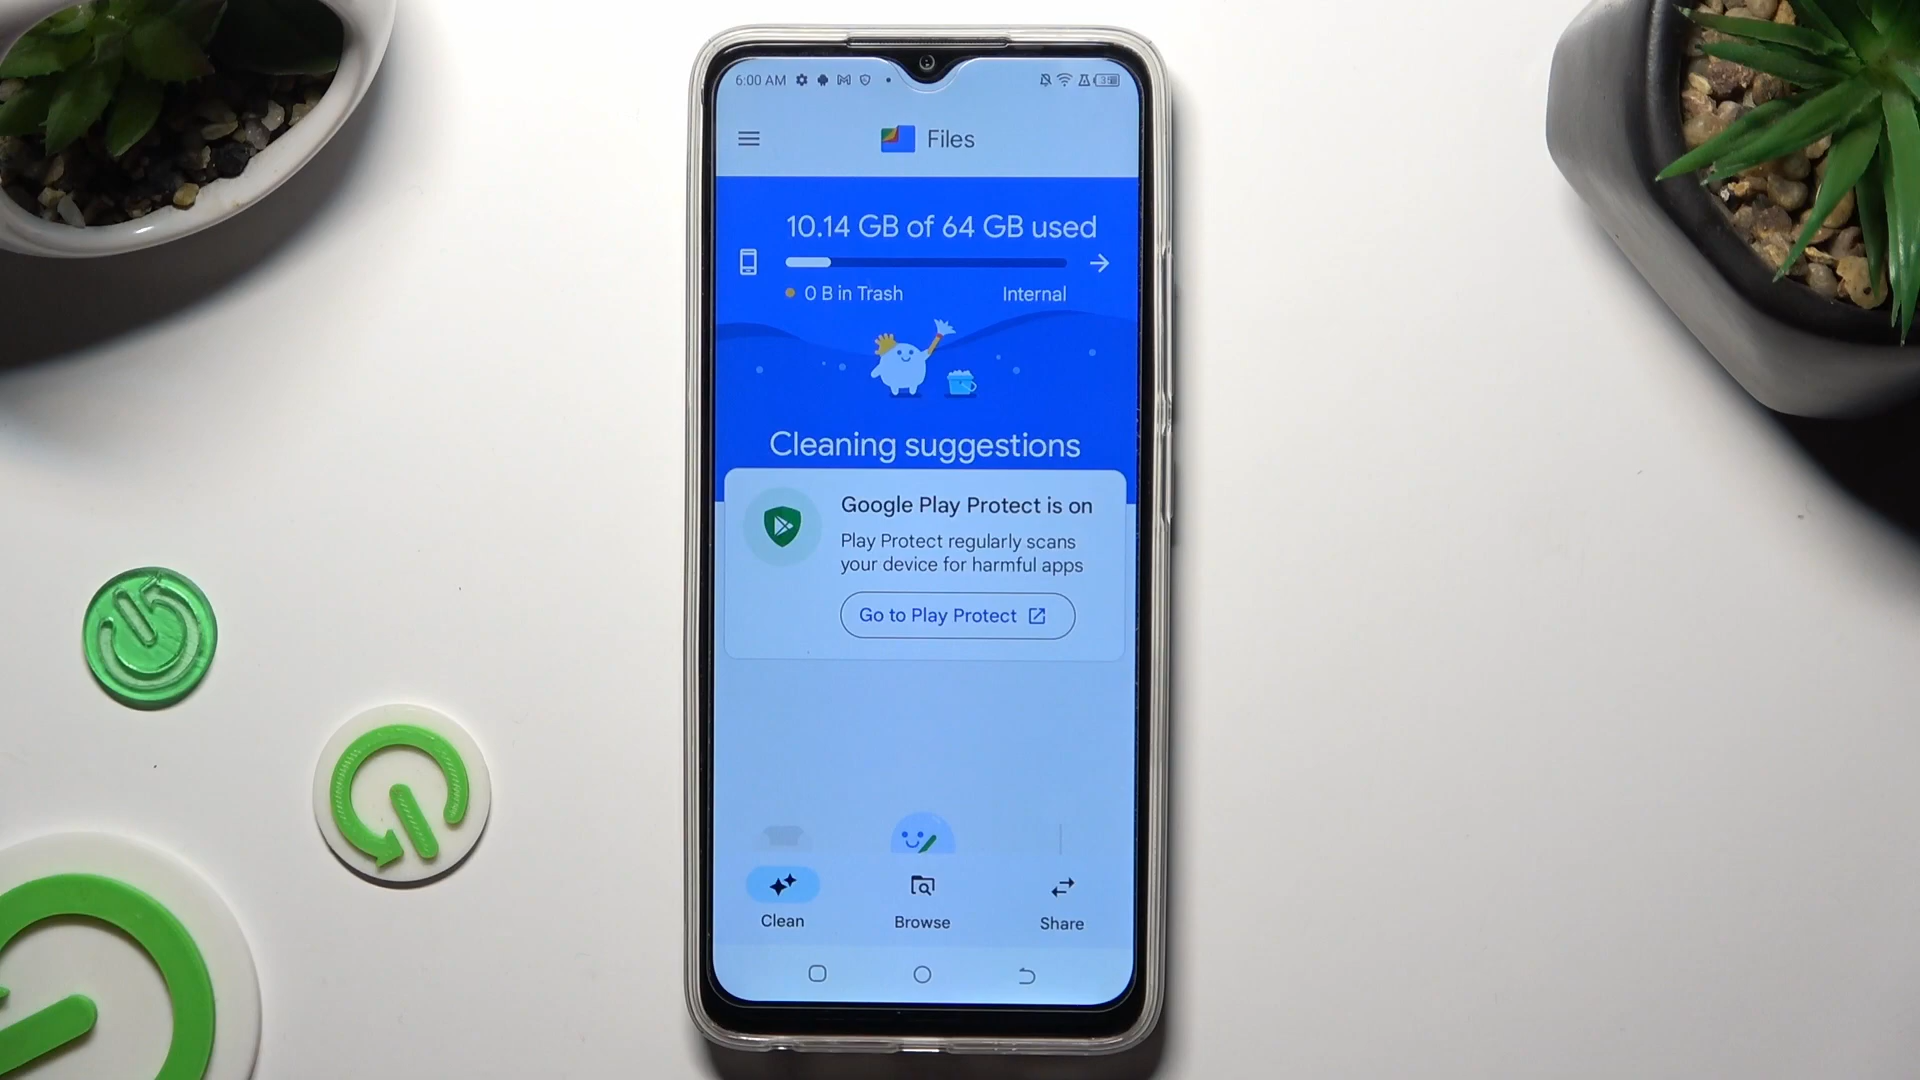 6:00 AM
35
Files
10.14 GB of 64 GB used
0 B in Trash
Internal
Cleaning suggestions
Google Play Protect is on
Play Protect regularly scans
your device for harmful apps
Go to Play Protect
Clean
Browse
Share